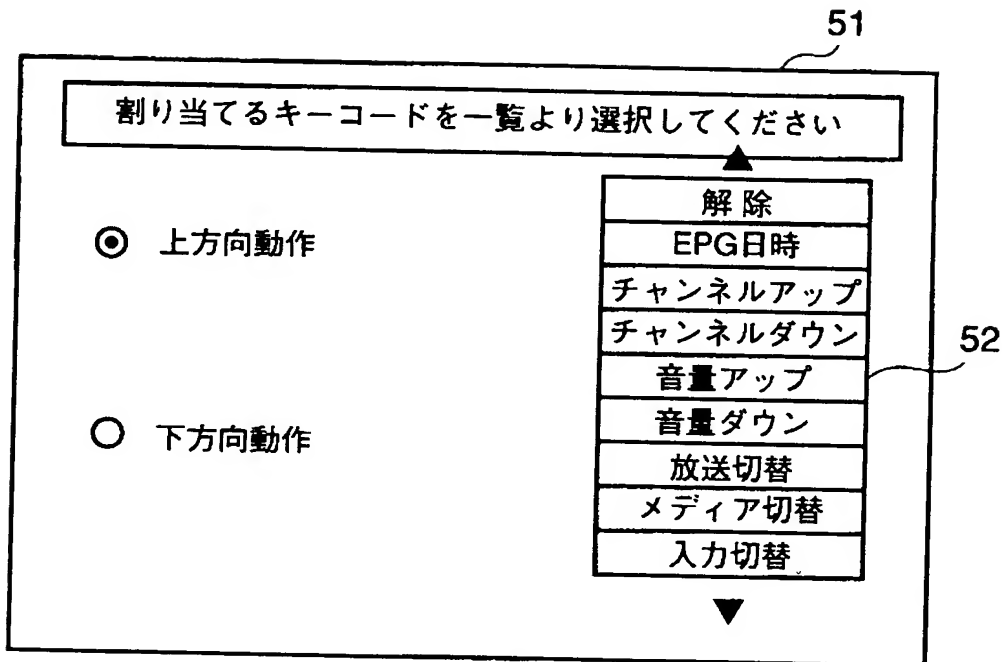 51
割り当てるキーコードを一覧より選択してください
▲
解除
◉ 上方向動作
EPG日時
チャンネルアップ
チャンネルダウン
52
音量アップ
音量ダウン
○ 下方向動作
放送切替
メディア切替
入力切替
▼